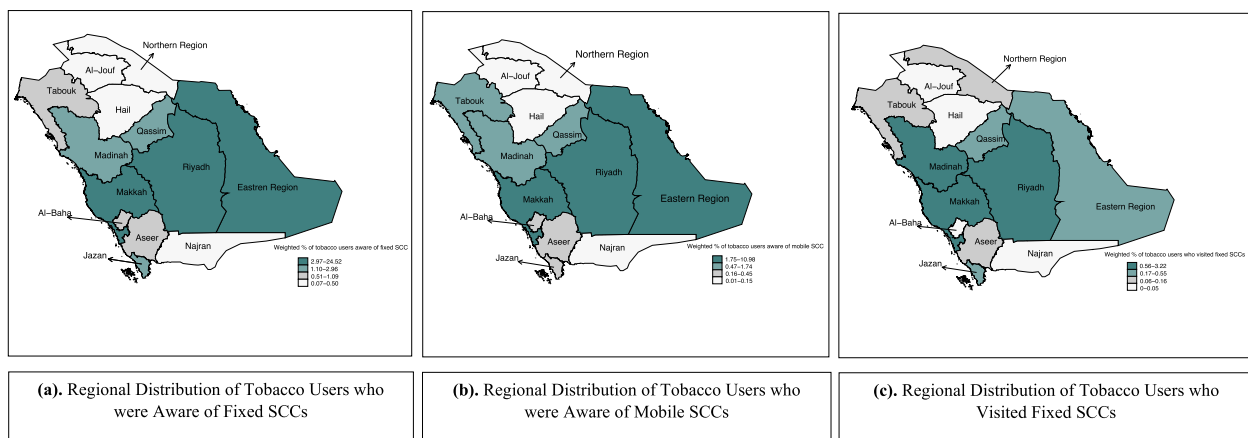 Northern Region
Al-Jouf
Tabouk
Hail
Qassim
Madinah
Riyadh
Makkah
Eastren Region
Al-Baha
Aseer
Najran
Jazan
Weighted % of tobacco users aware of fixed SCC
2.97-24.52
1.10-2.96
0.51-1.09
0.07-0.50
(a). Regional Distribution of Tobacco Users who
were Aware of Fixed SCCs
Northern Region
Al-Jouf
Tabouk
Hail
Qassim
Madinah
Riyadh
Makkah
Eastern Region
Al-Baha
Aseer
Najran
Jazan
Weighted % of tobacco users aware of mobile SCC
1.75-10.98
0.47-1.74
0.16-0.45
0.01-0.15
(b). Regional Distribution of Tobacco Users who
were Aware of Mobile SCCs
Northern Region
Al-Jouf
Tabouk
Hail
Qassim
Madinah
Riyadh
Makkah
Eastern Region
Al-Baha
Aseer
Najran
Jazan
Weighted % of tobacco users who visited fixed SCCs
0.56-3.22
0.17-0.55
0.06-0.16
0-0.05
(c). Regional Distribution of Tobacco Users who
Visited Fixed SCCs